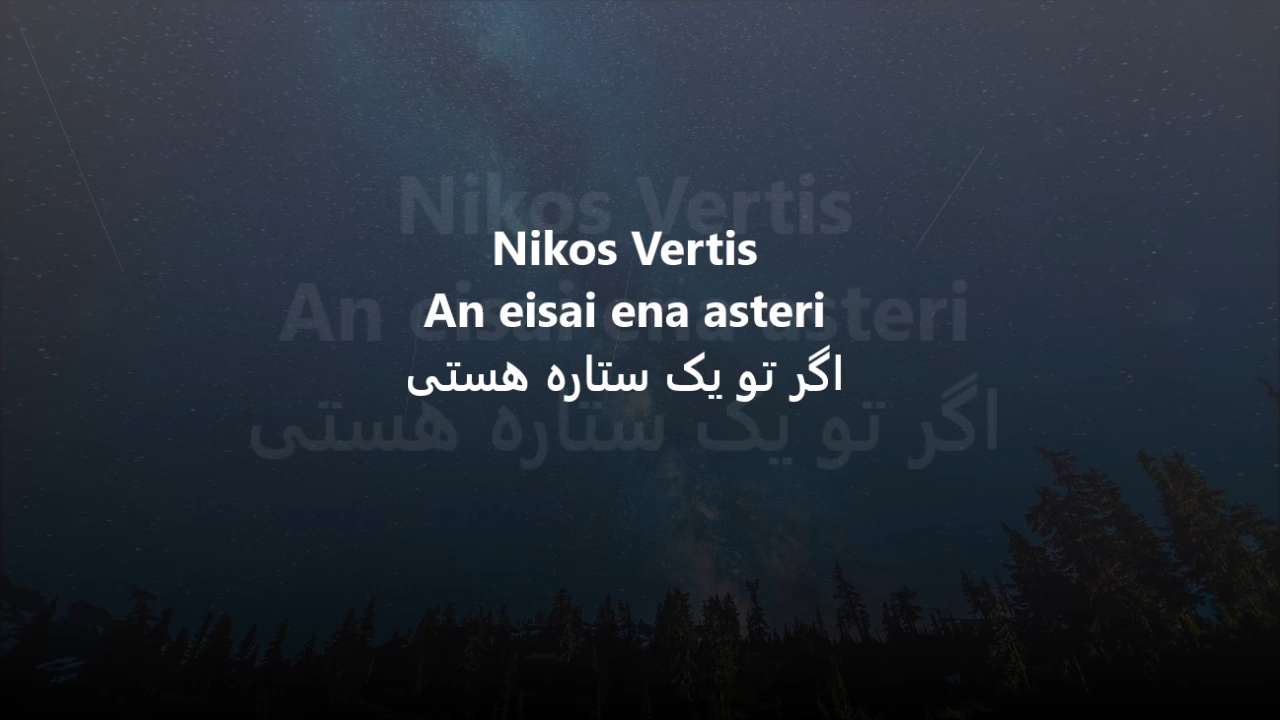 Nikos Vertis
An eisai ena asteri
اگر تو یک ستاره هستی